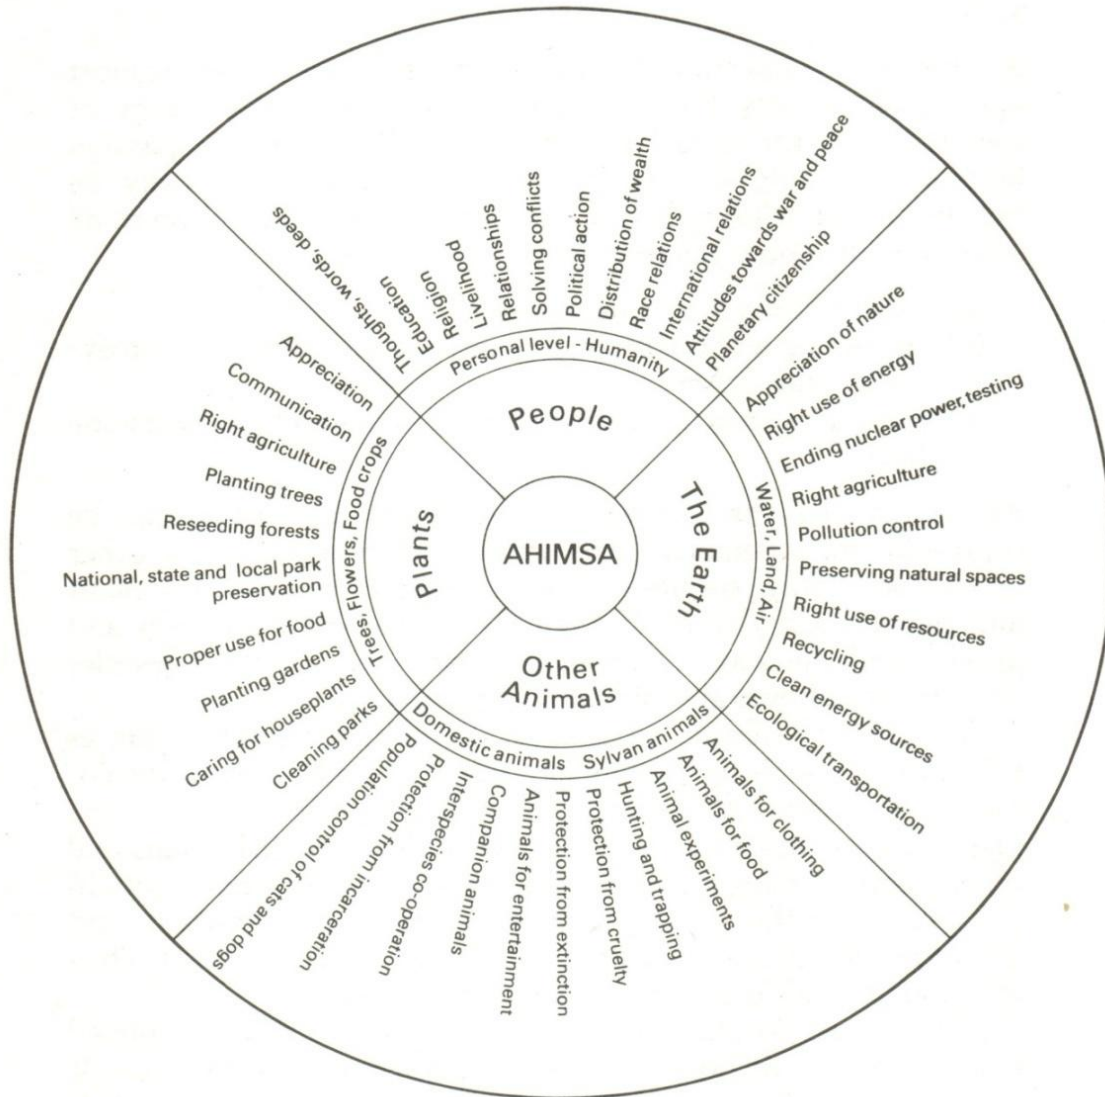 AHIMSA
People
Personal level - Humanity
Thoughts, words, deeds
Education
Religion
Livelihood
Relationships
Solving conflicts
Political action
Distribution of wealth
Race relations
International relations
Attitudes towards war and peace
Planetary citizenship
The Earth
Water, Land, Air
Appreciation of nature
Right use of energy
Ending nuclear power, testing
Right agriculture
Pollution control
Preserving natural spaces
Right use of resources
Recycling
Clean energy sources
Ecological transportation
Other
Animals
Domestic animals
Sylvan animals
Animals for clothing
Animals for food
Animal experiments
Hunting and trapping
Protection from cruelty
Protection from extinction
Animals for entertainment
Companion animals
Interspecies co-operation
Protection from incarceration
Population control of cats and dogs
Plants
Trees, Flowers, Food crops
Appreciation
Communication
Right agriculture
Planting trees
Reseeding forests
National, state and local park
preservation
Proper use for food
Planting gardens
Caring for houseplants
Cleaning parks